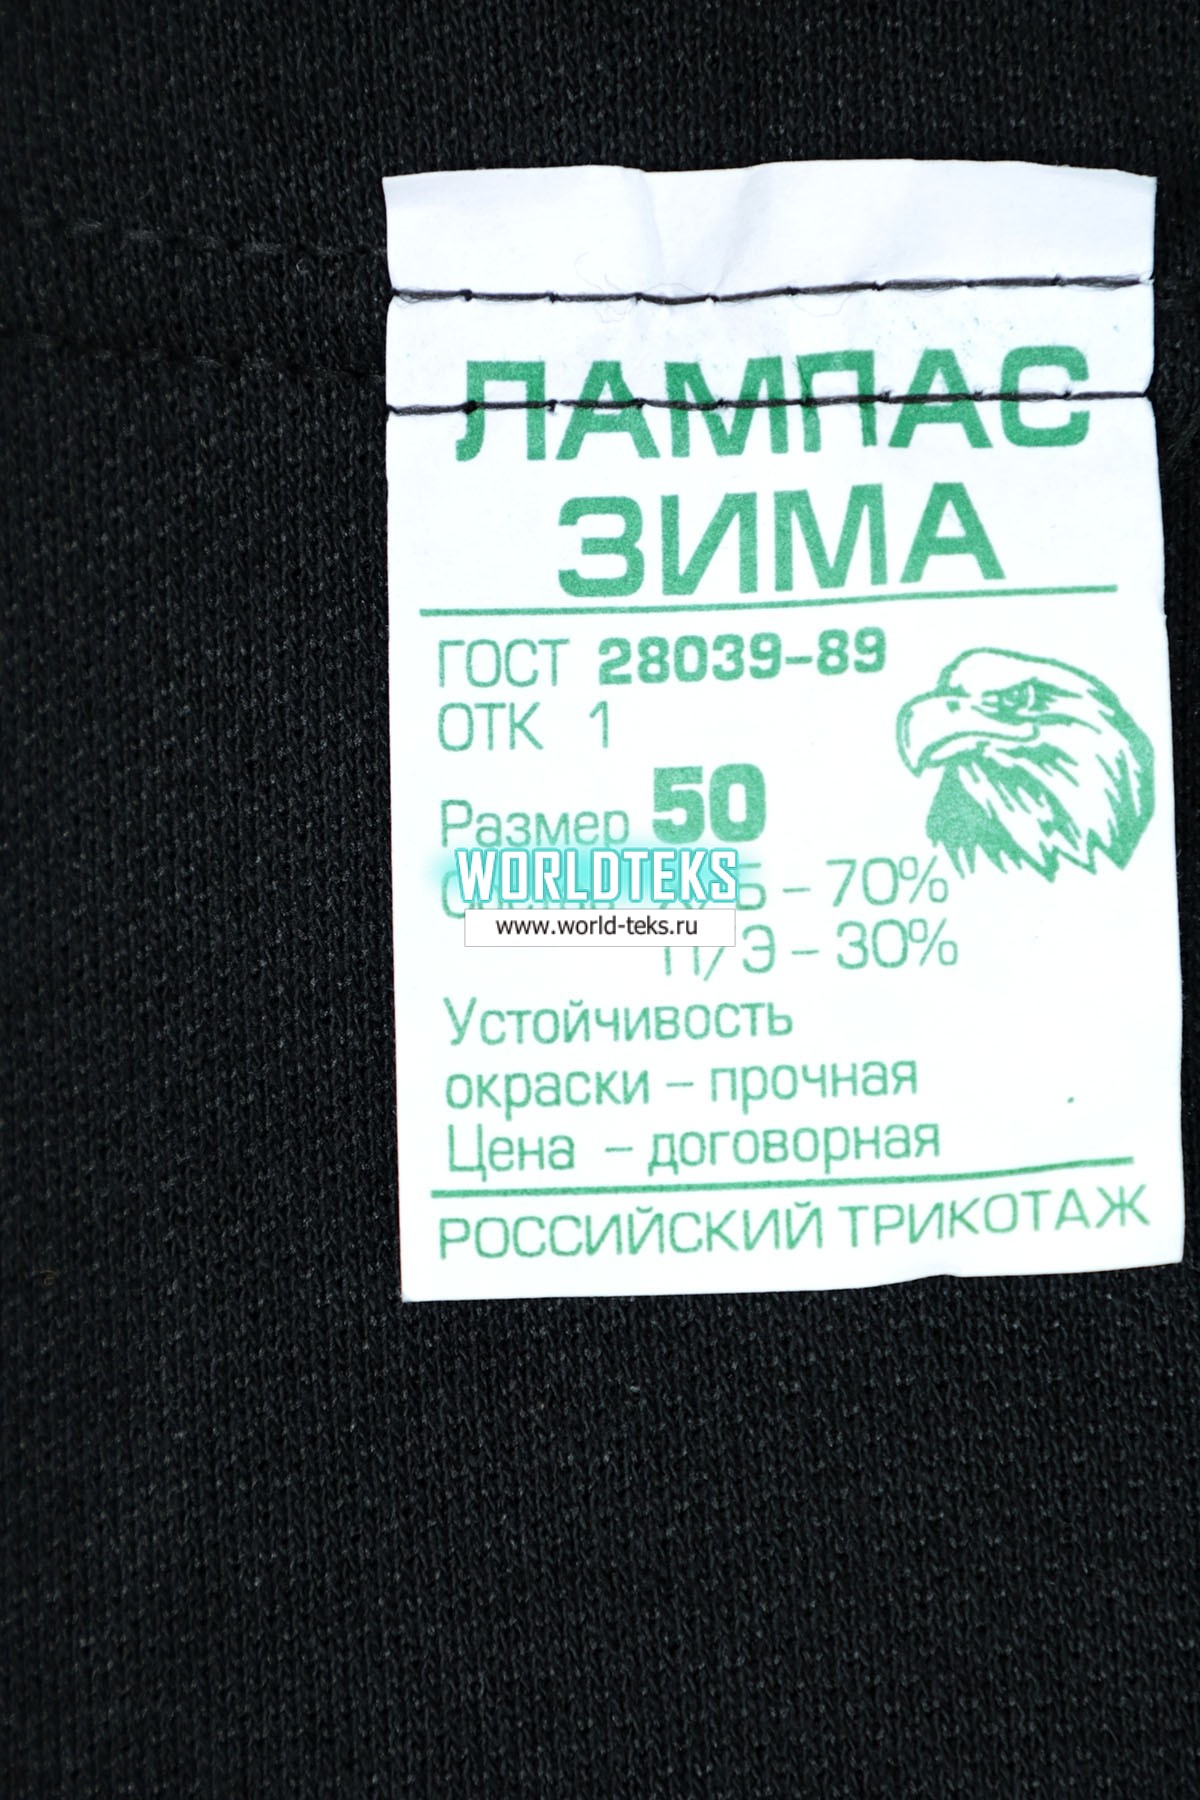 ЛАМПАС
ЗИМА
ГОСТ 28039-89
ОТК 1
Размер 50
WORLDTEKS
– 70%
www.world-teks.ru
П/Э – 30%
Устойчивость
окраски – прочная
Цена – договорная
РОССИЙСКИЙ ТРИКОТАЖ